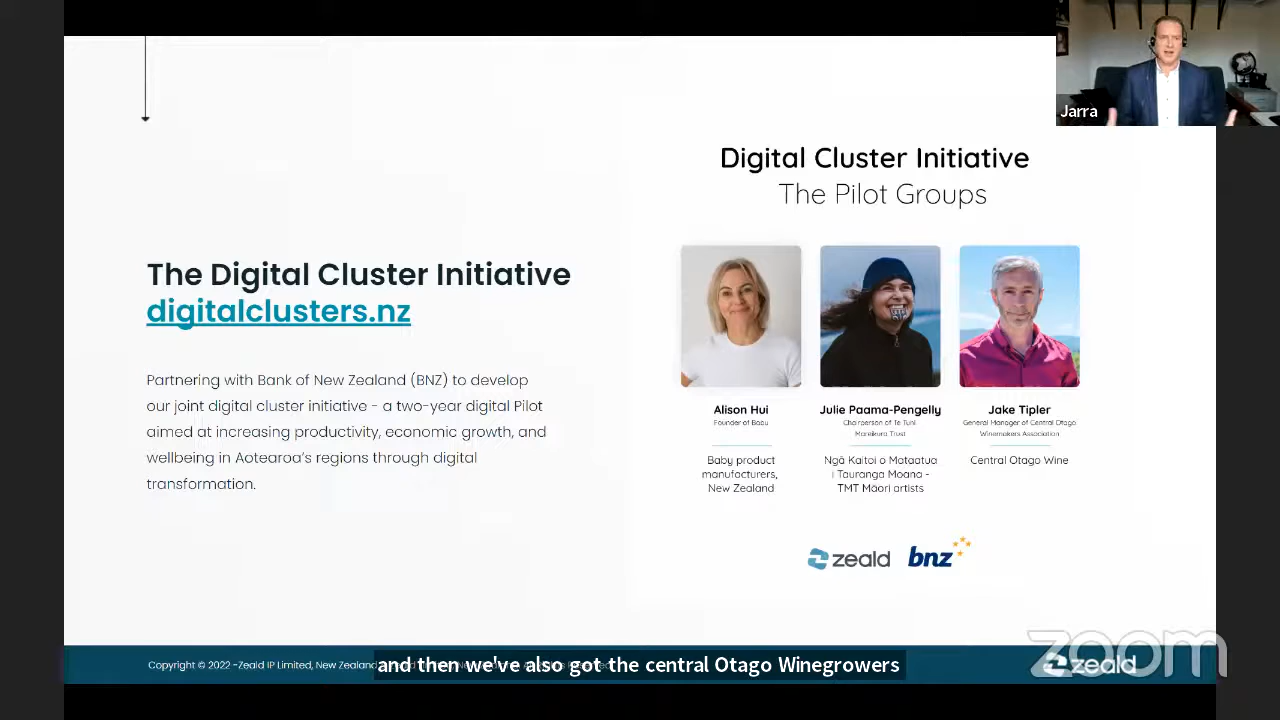 Jarra
Digital Cluster Initiative
The Pilot Groups
The Digital Cluster Initiative
digitalclusters.nz
Partnering with Bank of New Zealand (BNZ) to develop
our joint digital cluster initiative - a two-year digital Pilot
aimed at increasing productivity, economic growth, and
wellbeing in Aotearoa's regions through digital
transformation.
Alison Hui
Founder of Babu
Baby product
manufacturers,
New Zealand
Julie Paama-Pengelly
Chairperson of Te Tuhi
Mareikura Trust
Ngā Kaitoi o Mataatua
i Tauranga Moana -
TMT Māori artists
Jake Tipler
General Manager of Central Otago
Winemakers Association
Central Otago Wine
zeald
bnz
Copyright © 2022 -Zeald IP Limited, New Zealand
and then we've also got the central Otago Winegrowers
zeald
zoom